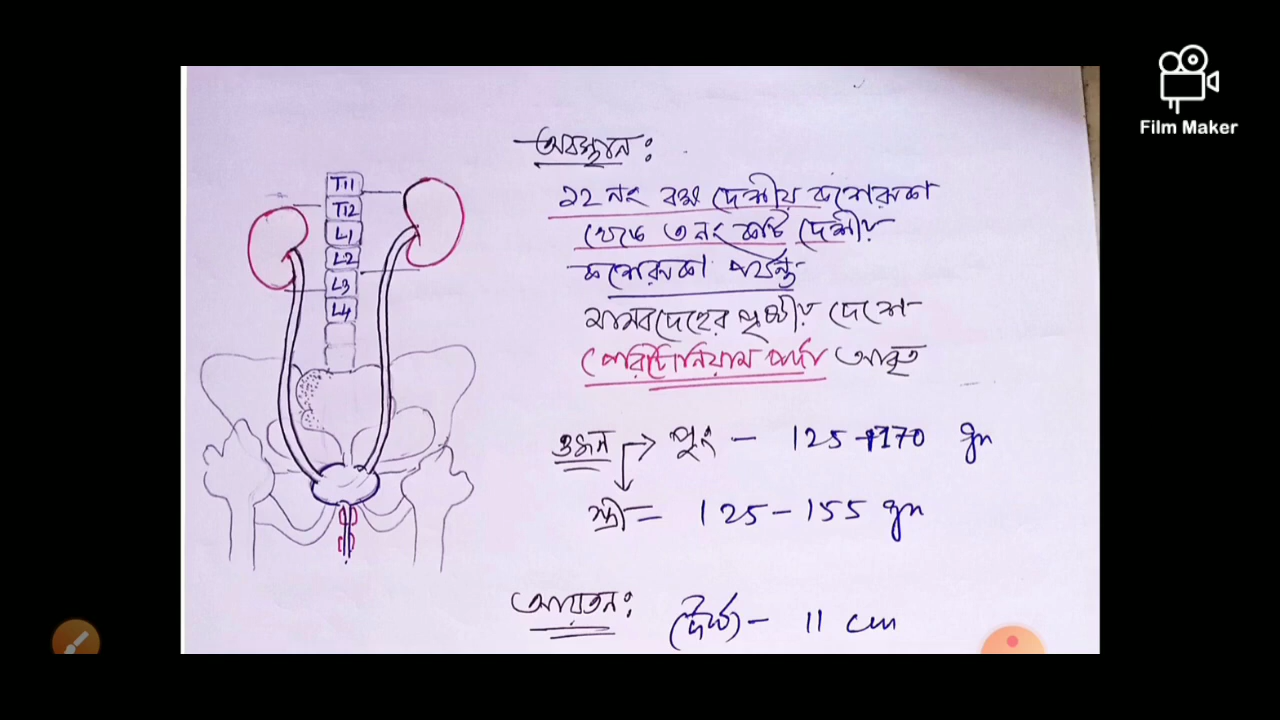 Film Maker
অবস্থান :
১২ নং বক্ষ দেশীয় কশেরুকা
থেকে ৩ নং কটি দেশীয়
কশেরুকা পর্যন্ত
মানবদেহের পৃষ্ঠীয় দেশে
পেরিটোনিয়াম পর্দা আবৃত
ওজন → পুং – 125-170 gm
স্ত্রী = 125-155 gm
আয়তন : দৈর্ঘ্য – 11 cm
T11
T12
L1
L2
L3
L4